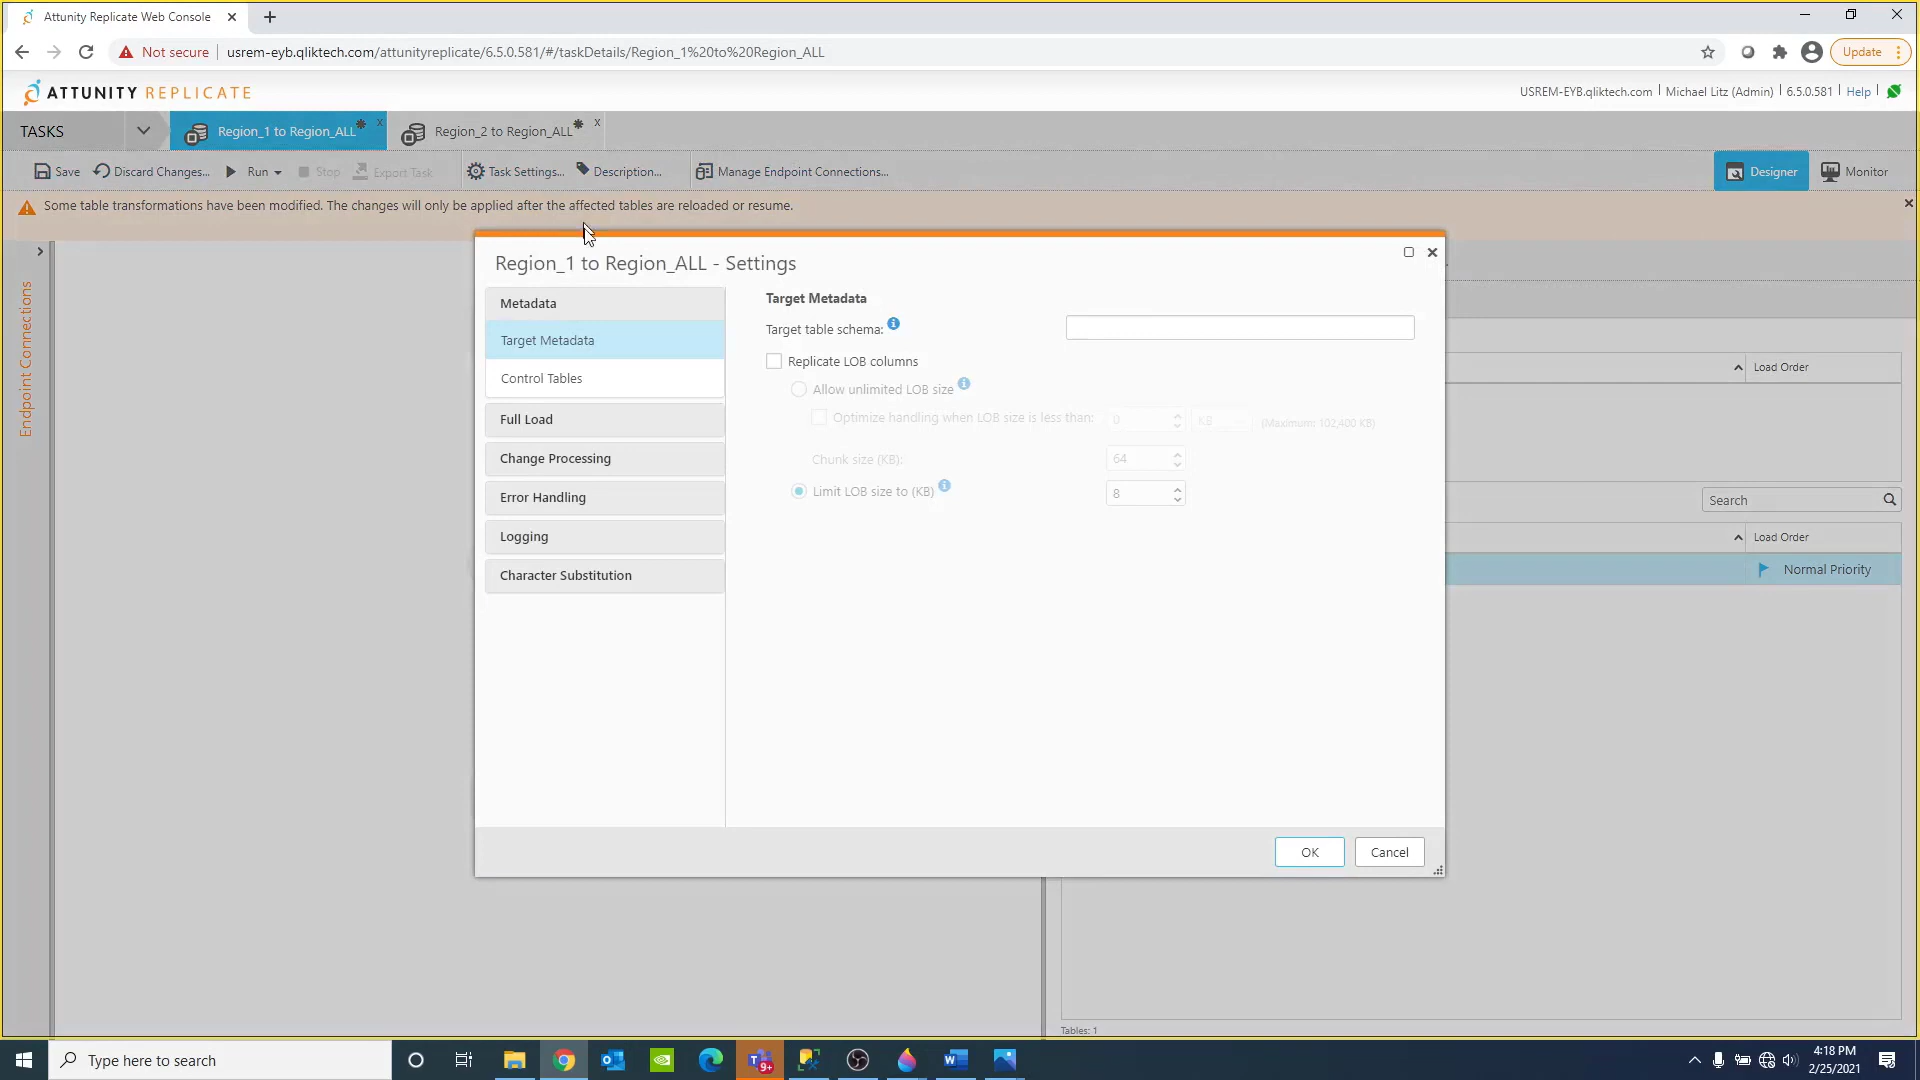 Attunity Replicate Web Console
Not secure
usrem-eyb.qliktech.com/attunityreplicate/6.5.0.581/#/taskDetails/Region_1%20to%20Region_ALL
Update
ATTUNITY REPLICATE
USREM-EYB.qliktech.com | Michael Litz (Admin) | 6.5.0.581 | Help |
TASKS
Region_1 to Region_ALL
Region_2 to Region_ALL
Save
Discard Changes...
Run
Stop
Export Task
Task Settings...
Description...
Manage Endpoint Connections...
Designer
Monitor
Some table transformations have been modified. The changes will only be applied after the affected tables are reloaded or resume.
Endpoint Connections
Region_1 to Region_ALL - Settings
Metadata
Target Metadata
Control Tables
Full Load
Change Processing
Error Handling
Logging
Character Substitution
Target Metadata
Target table schema:
Replicate LOB columns
Allow unlimited LOB size
Optimize handling when LOB size is less than: 0 KB (Maximum: 102,400 KB)
Chunk size (KB): 64
Limit LOB size to (KB) 8
OK
Cancel
Load Order
Search
Load Order
Normal Priority
Tables: 1
Type here to search
9+
4:18 PM
2/25/2021